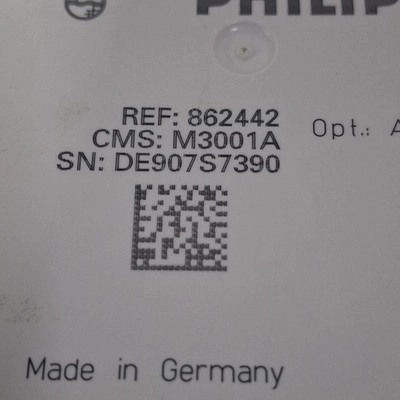 PHILIP
REF: 862442
CMS: M3001A
SN: DE907S7390
Opt.: A
Made in Germany